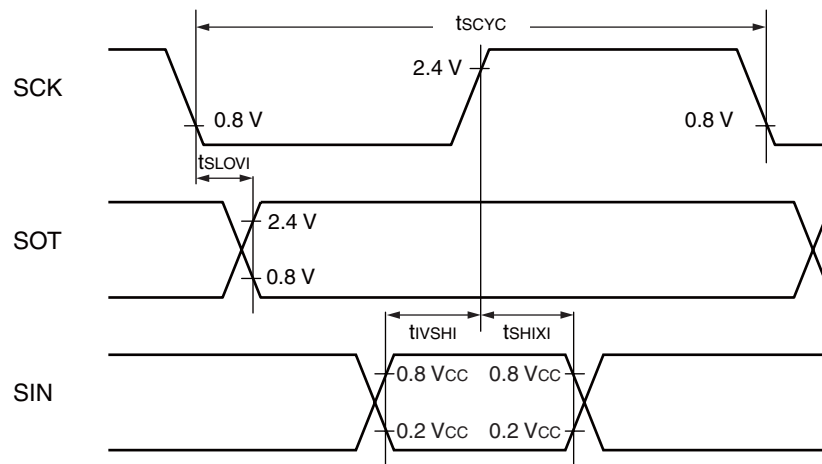 tSCYC
SCK
2.4 V
0.8 V
0.8 V
tSLOVI
SOT
2.4 V
0.8 V
tIVSHI
tSHIXI
SIN
0.8 VCC
0.8 VCC
0.2 VCC
0.2 VCC